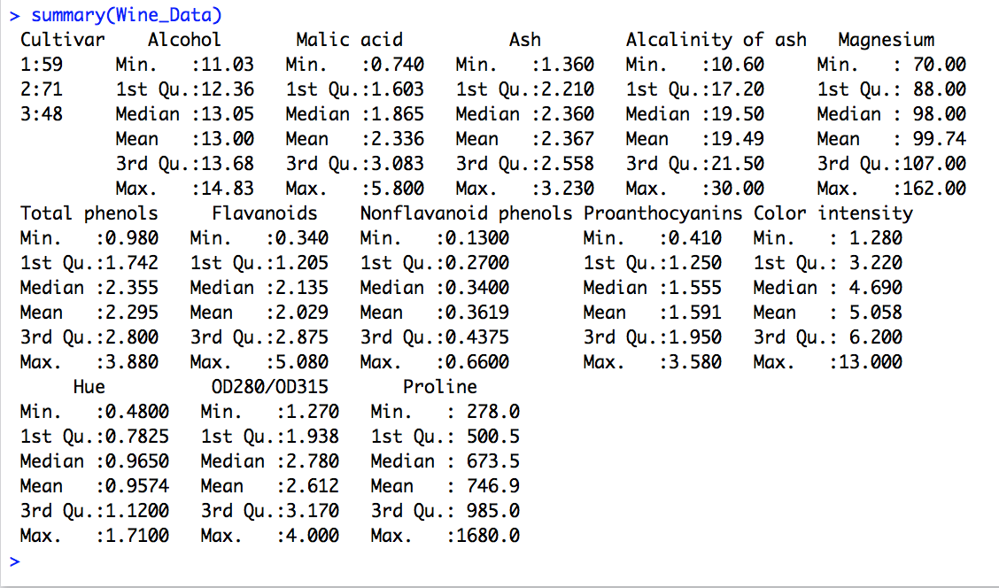 > summary(Wine_Data)
Cultivar    Alcohol       Malic acid          Ash        Alcalinity of ash   Magnesium
1:59     Min.   :11.03   Min.   :0.740   Min.   :1.360   Min.   :10.60     Min.   : 70.00
2:71     1st Qu.:12.36   1st Qu.:1.603   1st Qu.:2.210   1st Qu.:17.20     1st Qu.: 88.00
3:48     Median :13.05   Median :1.865   Median :2.360   Median :19.50     Median : 98.00
         Mean   :13.00   Mean   :2.336   Mean   :2.367   Mean   :19.49     Mean   : 99.74
         3rd Qu.:13.68   3rd Qu.:3.083   3rd Qu.:2.558   3rd Qu.:21.50     3rd Qu.:107.00
         Max.   :14.83   Max.   :5.800   Max.   :3.230   Max.   :30.00     Max.   :162.00
Total phenols     Flavanoids    Nonflavanoid phenols Proanthocyanins Color intensity
Min.   :0.980   Min.   :0.340   Min.   :0.1300       Min.   :0.410   Min.   : 1.280
1st Qu.:1.742   1st Qu.:1.205   1st Qu.:0.2700       1st Qu.:1.250   1st Qu.: 3.220
Median :2.355   Median :2.135   Median :0.3400       Median :1.555   Median : 4.690
Mean   :2.295   Mean   :2.029   Mean   :0.3619       Mean   :1.591   Mean   : 5.058
3rd Qu.:2.800   3rd Qu.:2.875   3rd Qu.:0.4375       3rd Qu.:1.950   3rd Qu.: 6.200
Max.   :3.880   Max.   :5.080   Max.   :0.6600       Max.   :3.580   Max.   :13.000
     Hue          OD280/OD315       Proline
Min.   :0.4800   Min.   :1.270   Min.   : 278.0
1st Qu.:0.7825   1st Qu.:1.938   1st Qu.: 500.5
Median :0.9650   Median :2.780   Median : 673.5
Mean   :0.9574   Mean   :2.612   Mean   : 746.9
3rd Qu.:1.1200   3rd Qu.:3.170   3rd Qu.: 985.0
Max.   :1.7100   Max.   :4.000   Max.   :1680.0
>